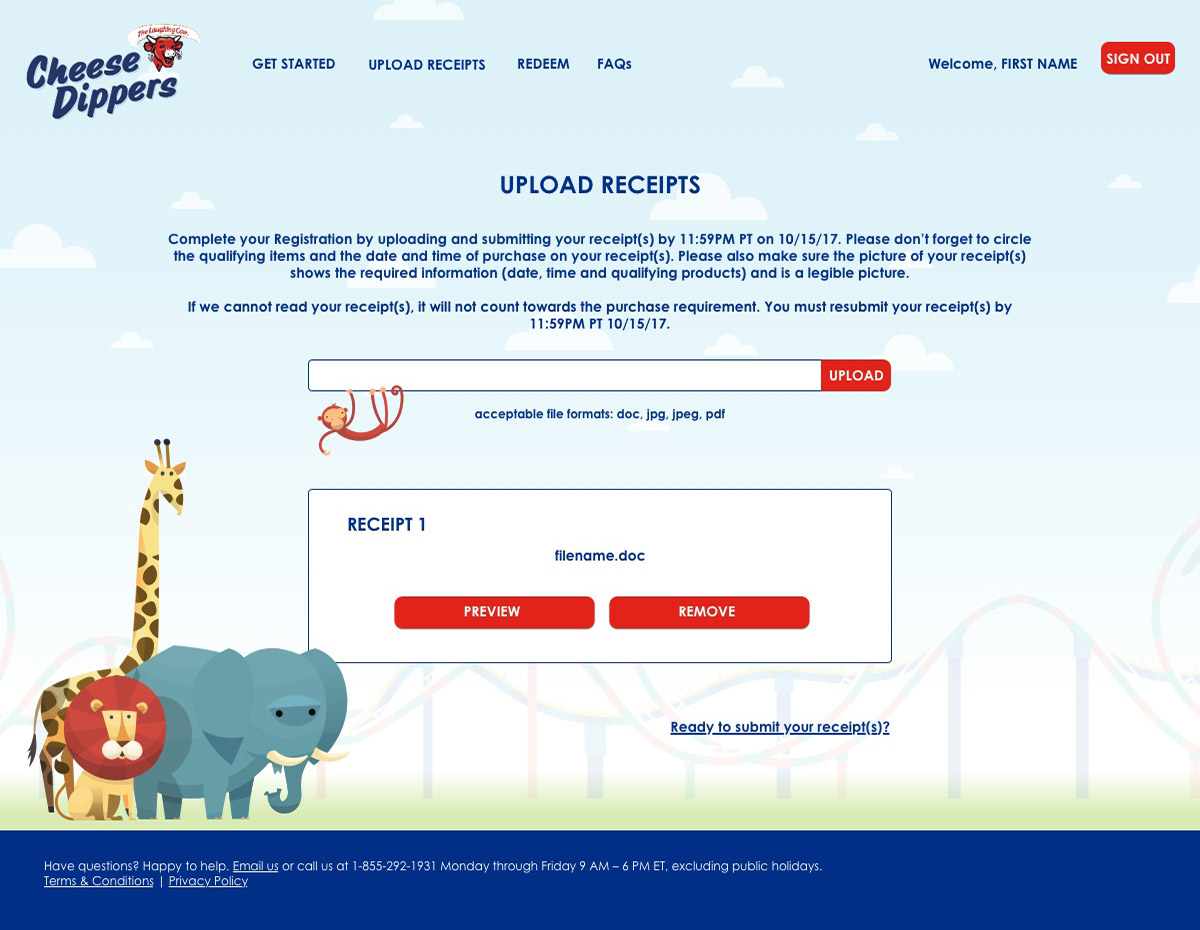 The Laughing Cow.
Cheese
Dippers
GET STARTED
UPLOAD RECEIPTS
REDEEM
FAQs
Welcome, FIRST NAME
SIGN OUT
UPLOAD RECEIPTS
Complete your Registration by uploading and submitting your receipt(s) by 11:59PM PT on 10/15/17. Please don't forget to circle
the qualifying items and the date and time of purchase on your receipt(s). Please also make sure the picture of your receipt(s)
shows the required information (date, time and qualifying products) and is a legible picture.
If we cannot read your receipt(s), it will not count towards the purchase requirement. You must resubmit your receipt(s) by
11:59PM PT 10/15/17.
UPLOAD
acceptable file formats: doc, jpg, jpeg, pdf
RECEIPT 1
filename.doc
PREVIEW
REMOVE
Ready to submit your receipt(s)?
Have questions? Happy to help. Email us or call us at 1-855-292-1931 Monday through Friday 9 AM – 6 PM ET, excluding public holidays.
Terms & Conditions | Privacy Policy